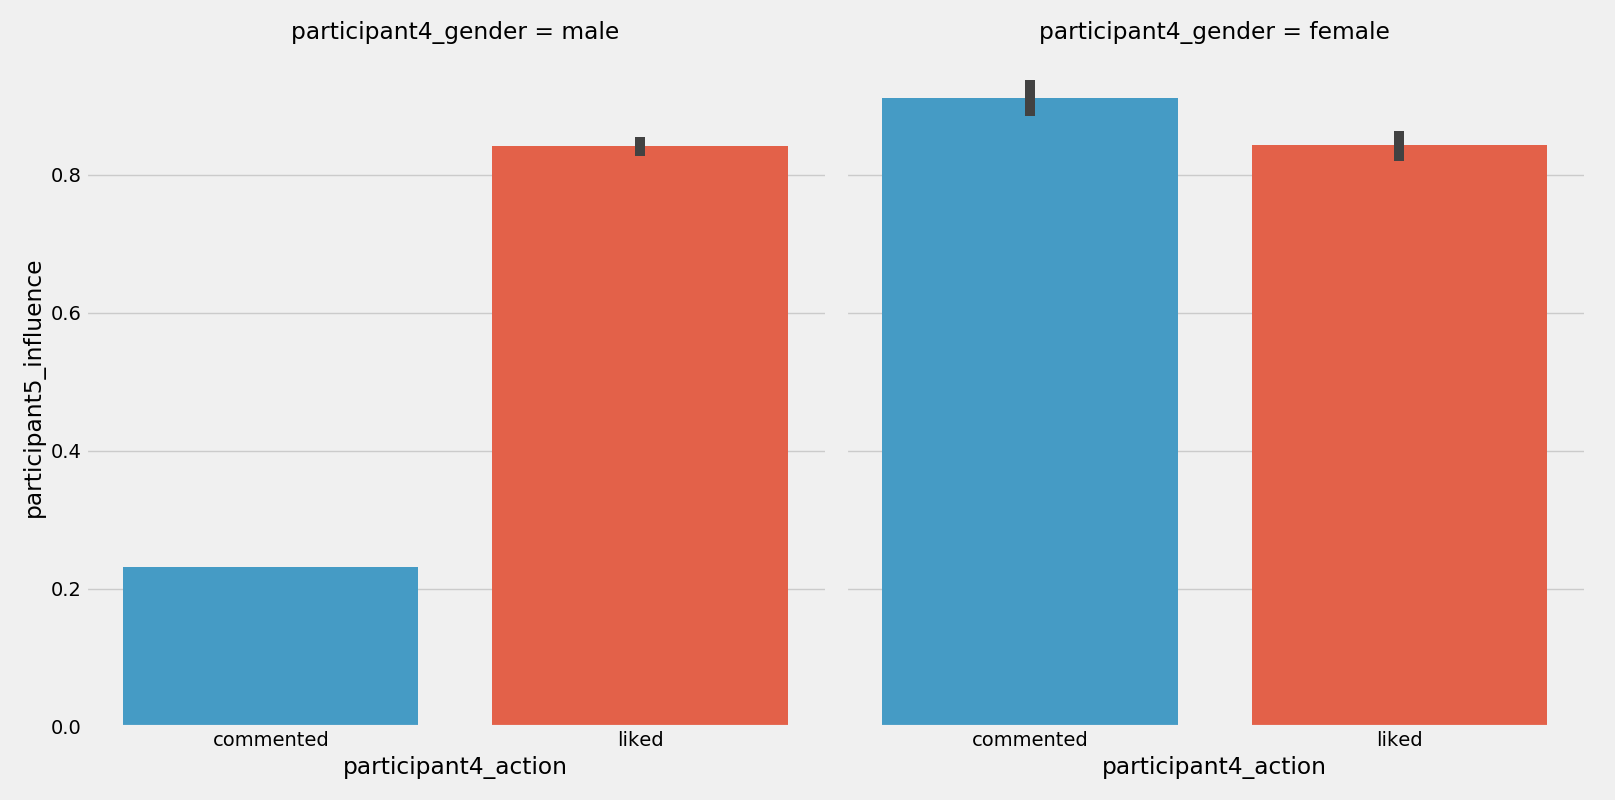 participant4_gender = male
participant4_gender = female
participant5_influence
0.8
0.6
0.4
0.2
0.0
commented
liked
commented
liked
participant4_action
participant4_action